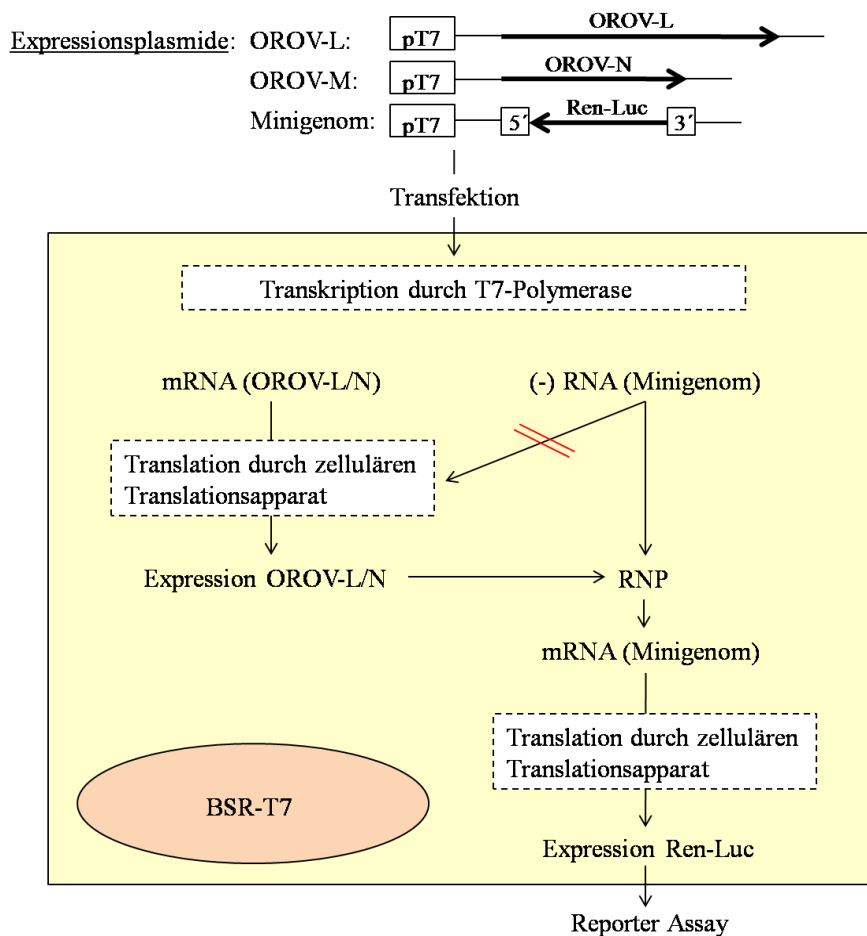 OROV-L
Expressionsplasmide: OROV-L: pT7
OROV-N
OROV-M: pT7
Ren-Luc
Minigenom: pT7 5´ 3´
Transfektion
Transkription durch T7-Polymerase
mRNA (OROV-L/N) (-) RNA (Minigenom)
Translation durch zellulären
Translationsapparat
Expression OROV-L/N RNP
mRNA (Minigenom)
Translation durch zellulären
Translationsapparat
BSR-T7
Expression Ren-Luc
Reporter Assay